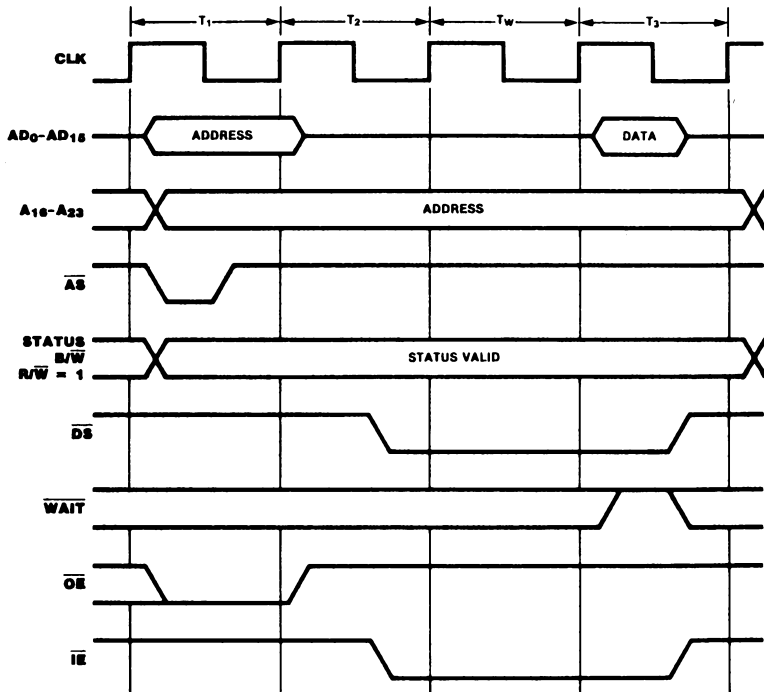 T1 T2 TW T3
CLK
AD0-AD15 ADDRESS DATA
A16-A23 ADDRESS
AS
STATUS
B/W STATUS VALID
R/W = 1
DS
WAIT
OE
IE